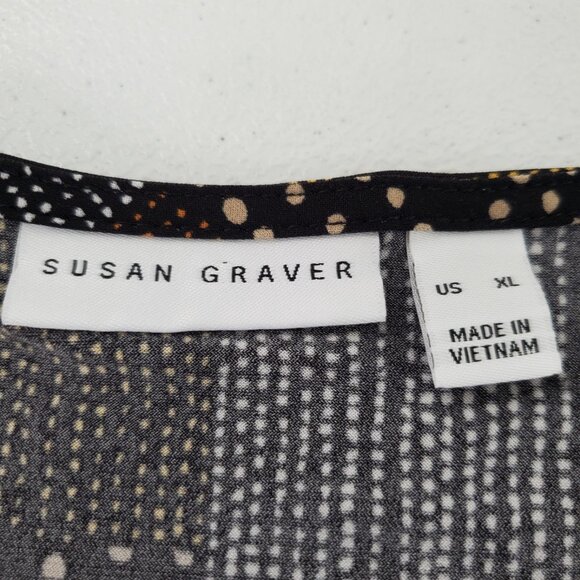 SUSAN GRAVER
US XL
MADE IN
VIETNAM